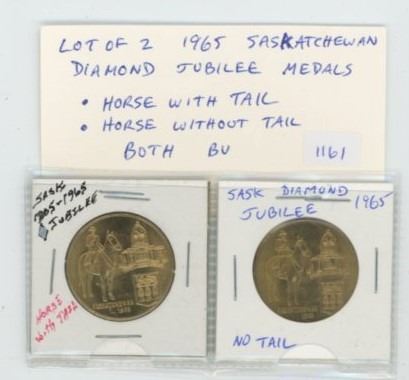 LOT OF 2 1965 SASKATCHEWAN
DIAMOND JUBILEE MEDALS
• HORSE WITH TAIL
• HORSE WITHOUT TAIL
BOTH BU 1161
SASK
1905-1965
JUBILEE
HORSE
WITH TAIL
SASK DIAMOND
JUBILEE 1965
NO TAIL